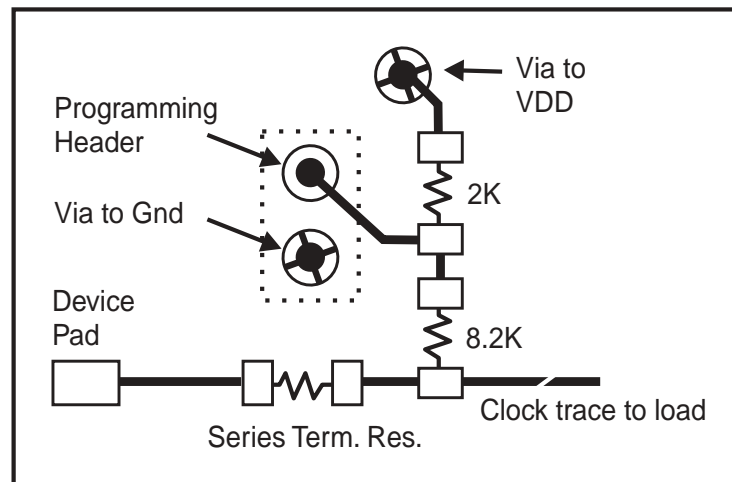 Via to
VDD
Programming
Header
2K
Via to Gnd
Device
Pad
8.2K
Clock trace to load
Series Term. Res.